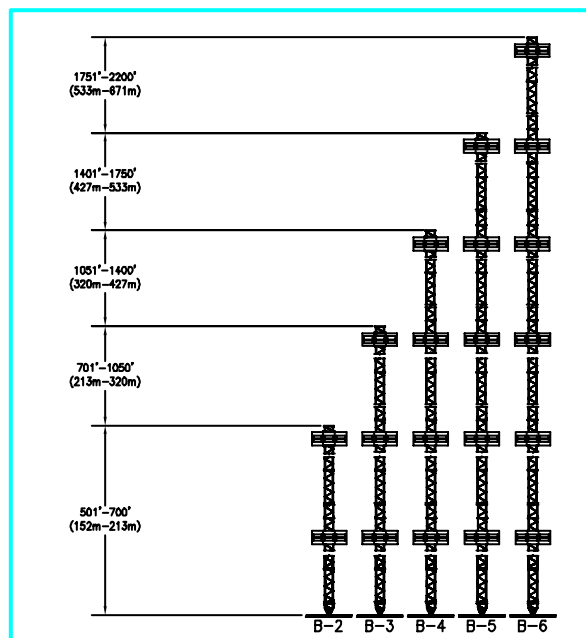 1751'-2200'
(533m-671m)
1401'-1750'
(427m-533m)
1051'-1400'
(320m-427m)
701'-1050'
(213m-320m)
501'-700'
(152m-213m)
B-2 B-3 B-4 B-5 B-6